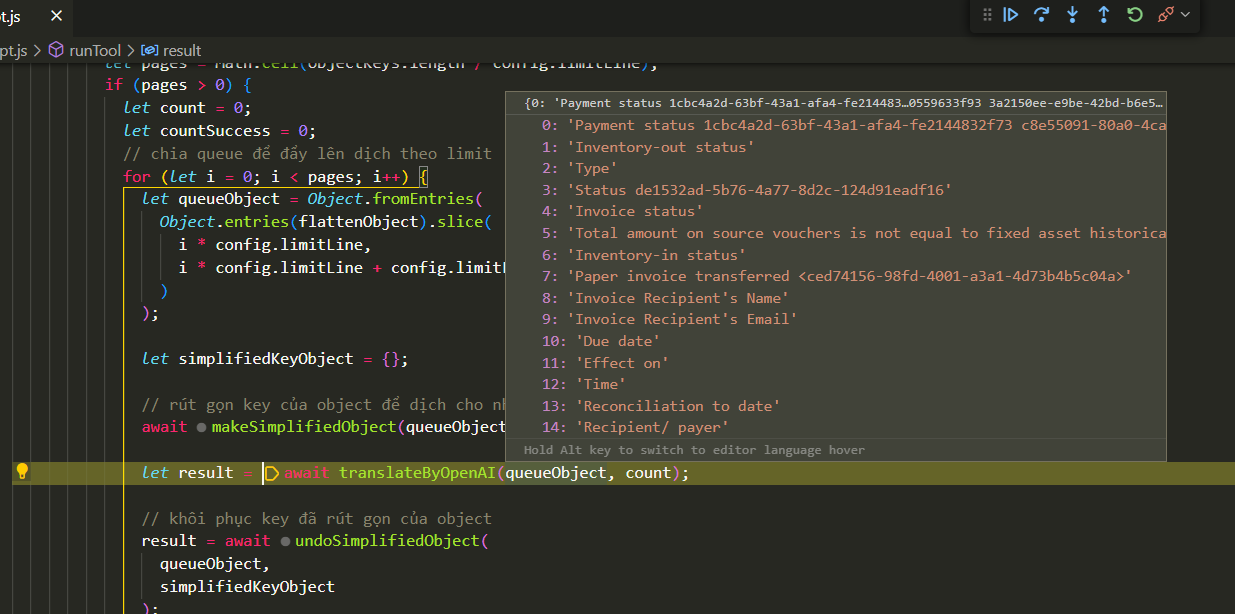 t.js
pt.js > runTool > result
let pages = Math.ceil(objectKeys.length / config.limitLine);
if (pages > 0) {
let count = 0;
let countSuccess = 0;
// chia queue để đẩy lên dịch theo limit
for (let i = 0; i < pages; i++) {
let queueObject = Object.fromEntries(
Object.entries(flattenObject).slice(
i * config.limitLine,
i * config.limitLine + config.limitL
)
);
let simplifiedKeyObject = {};
// rút gọn key của object để dịch cho nh
await makeSimplifiedObject(queueObject
let result = await translateByOpenAI(queueObject, count);
// khôi phục key đã rút gọn của object
result = await undoSimplifiedObject(
queueObject,
simplifiedKeyObject
);
{0: 'Payment status 1cbc4a2d-63bf-43a1-afa4-fe214483…0559633f93 3a2150ee-e9be-42bd-b6e5…
0: 'Payment status 1cbc4a2d-63bf-43a1-afa4-fe2144832f73 c8e55091-80a0-4ca
1: 'Inventory-out status'
2: 'Type'
3: 'Status de1532ad-5b76-4a77-8d2c-124d91eadf16'
4: 'Invoice status'
5: 'Total amount on source vouchers is not equal to fixed asset historica
6: 'Inventory-in status'
7: 'Paper invoice transferred <ced74156-98fd-4001-a3a1-4d73b4b5c04a>'
8: 'Invoice Recipient's Name'
9: 'Invoice Recipient's Email'
10: 'Due date'
11: 'Effect on'
12: 'Time'
13: 'Reconciliation to date'
14: 'Recipient/ payer'
Hold Alt key to switch to editor language hover